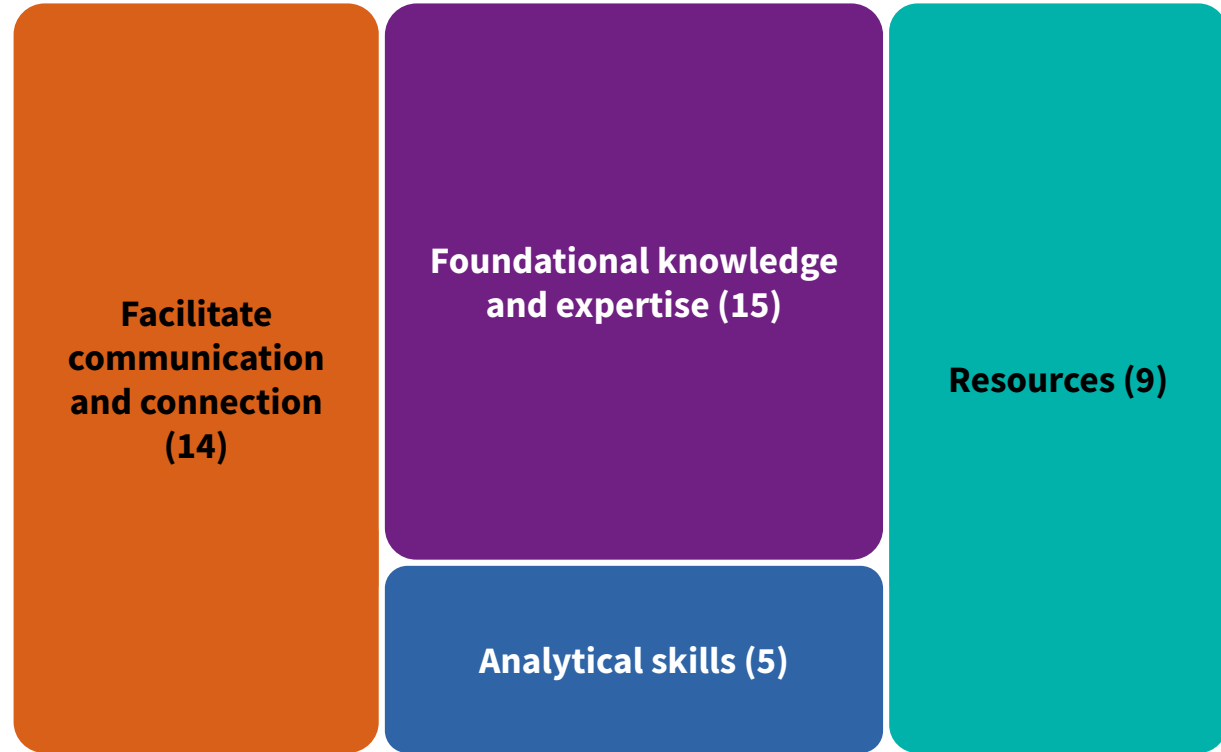 Facilitate
communication
and connection
(14)
Foundational knowledge
and expertise (15)
Analytical skills (5)
Resources (9)